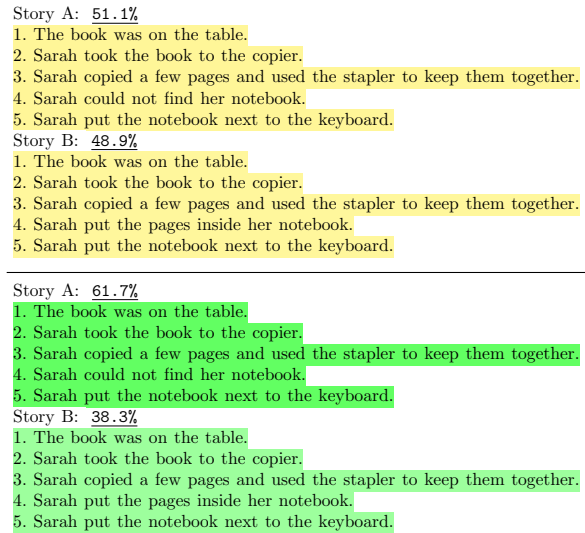 Story A: 51.1%
1. The book was on the table.
2. Sarah took the book to the copier.
3. Sarah copied a few pages and used the stapler to keep them together.
4. Sarah could not find her notebook.
5. Sarah put the notebook next to the keyboard.
Story B: 48.9%
1. The book was on the table.
2. Sarah took the book to the copier.
3. Sarah copied a few pages and used the stapler to keep them together.
4. Sarah put the pages inside her notebook.
5. Sarah put the notebook next to the keyboard.
Story A: 61.7%
1. The book was on the table.
2. Sarah took the book to the copier.
3. Sarah copied a few pages and used the stapler to keep them together.
4. Sarah could not find her notebook.
5. Sarah put the notebook next to the keyboard.
Story B: 38.3%
1. The book was on the table.
2. Sarah took the book to the copier.
3. Sarah copied a few pages and used the stapler to keep them together.
4. Sarah put the pages inside her notebook.
5. Sarah put the notebook next to the keyboard.